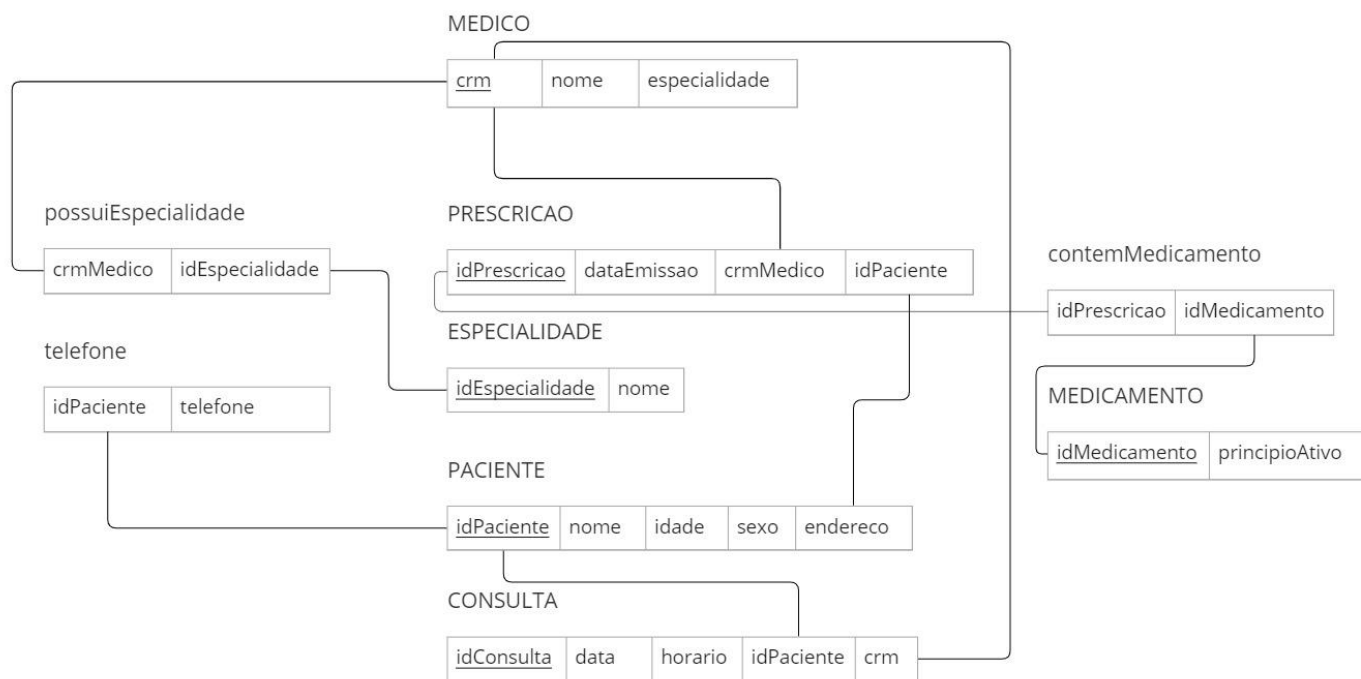 MEDICO
crm nome especialidade
possuiEspecialidade
crmMedico idEspecialidade
PRESCRICAO
idPrescricao dataEmissao crmMedico idPaciente
contemMedicamento
idPrescricao idMedicamento
telefone
idPaciente telefone
ESPECIALIDADE
idEspecialidade nome
MEDICAMENTO
idMedicamento principioAtivo
PACIENTE
idPaciente nome idade sexo endereco
CONSULTA
idConsulta data horario idPaciente crm